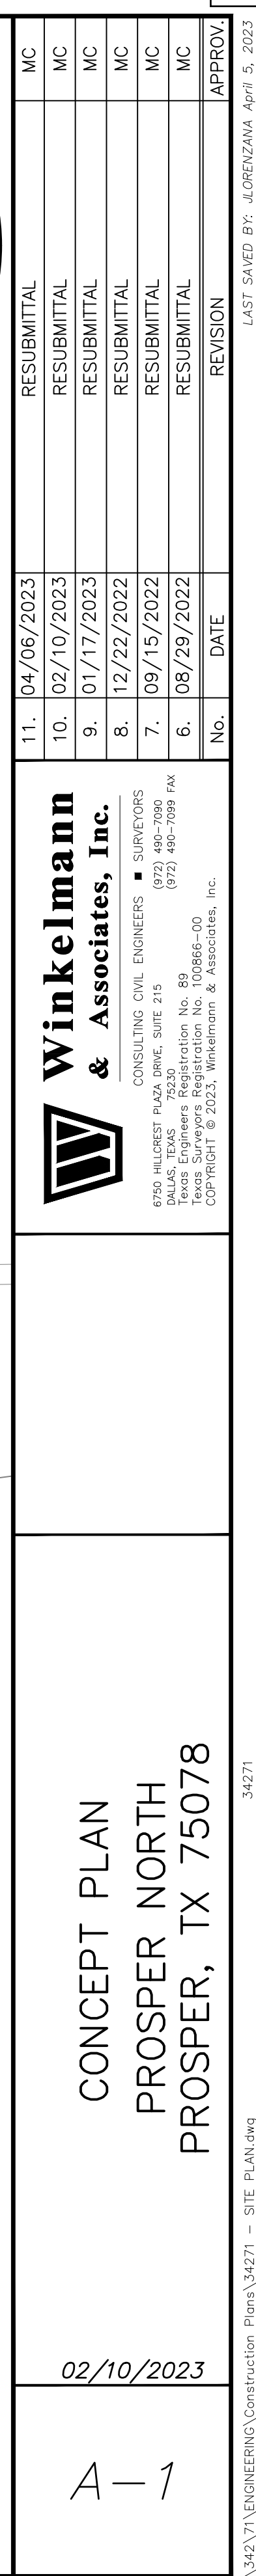 11. 04/06/2023 RESUBMITTAL MC
10. 02/10/2023 RESUBMITTAL MC
9. 01/17/2023 RESUBMITTAL MC
8. 12/22/2022 RESUBMITTAL MC
7. 09/15/2022 RESUBMITTAL MC
6. 08/29/2022 RESUBMITTAL MC
No. DATE REVISION APPROV.
W Winkelmann
& Associates, Inc.
CONSULTING CIVIL ENGINEERS ■ SURVEYORS
6750 HILLCREST PLAZA DRIVE, SUITE 215 (972) 490-7090
DALLAS, TEXAS 75230 (972) 490-7099 FAX
Texas Engineers Registration No. 89
Texas Surveyors Registration No. 100866-00
COPYRIGHT © 2023, Winkelmann & Associates, Inc.
CONCEPT PLAN
PROSPER NORTH
PROSPER, TX 75078
02/10/2023
A-1
\342\71\ENGINEERING\Construction Plans\34271 - SITE PLAN.dwg 34271 LAST SAVED BY: JLORENZANA April 5, 2023